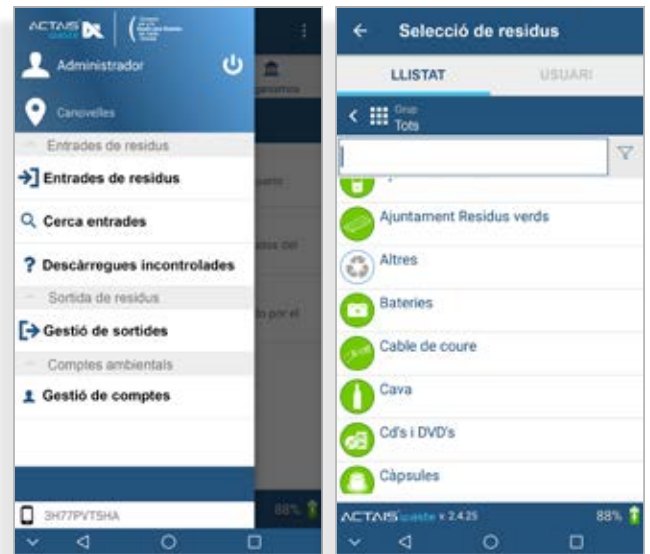 ACTAIS waste
Administrador
Canovelles
Entrades de residus
Entrades de residus
Cerca entrades
? Descàrregues incontrolades
Sortida de residus
Gestió de sortides
Comptes ambientals
Gestió de comptes
88%
3H77PVTSHA
Selecció de residus
LLISTAT USUARI
Grup
Tots
Ajuntament Residus verds
Altres
Bateries
Cable de coure
Cava
Cd's i DVD's
Càpsules
ACTAIS waste v 2.4.25 88%